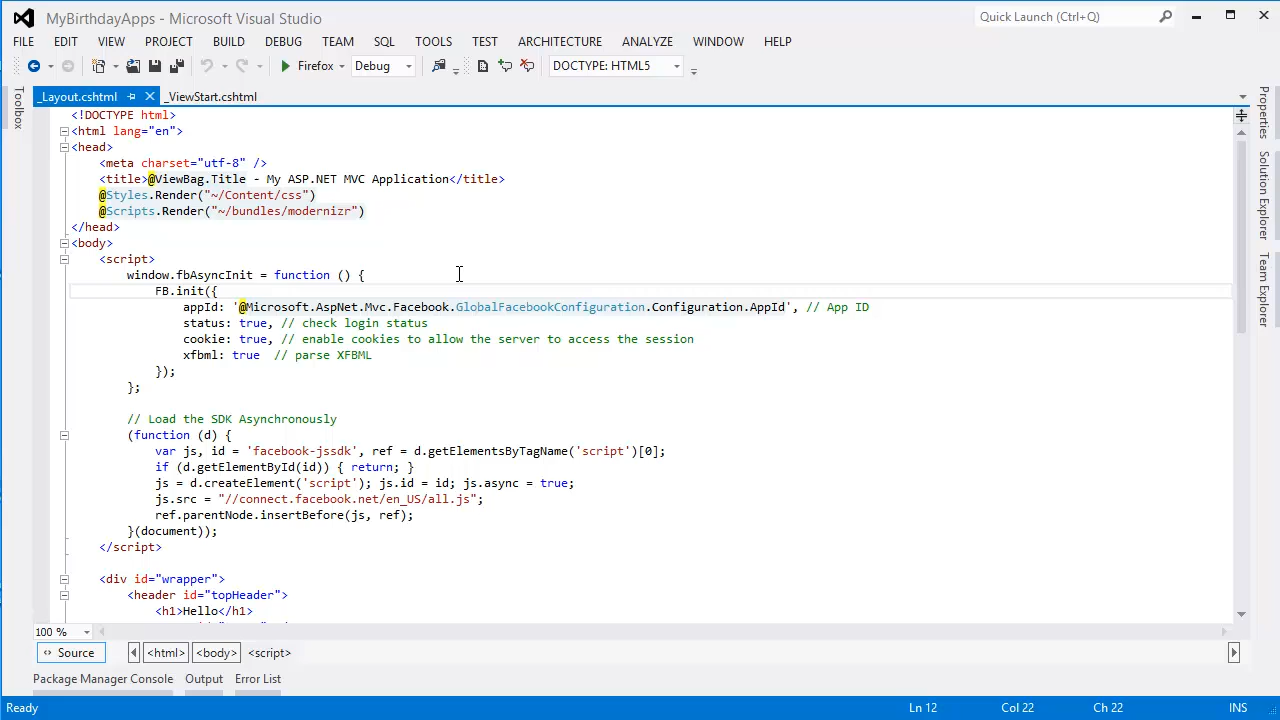 MyBirthdayApps - Microsoft Visual Studio
Quick Launch (Ctrl+Q)
FILE EDIT VIEW PROJECT BUILD DEBUG TEAM SQL TOOLS TEST ARCHITECTURE ANALYZE WINDOW HELP
Firefox Debug DOCTYPE: HTML5
Toolbox
_Layout.cshtml _ViewStart.cshtml
<!DOCTYPE html>
<html lang="en">
<head>
    <meta charset="utf-8" />
    <title>@ViewBag.Title - My ASP.NET MVC Application</title>
    @Styles.Render("~/Content/css")
    @Scripts.Render("~/bundles/modernizr")
</head>
<body>
    <script>
        window.fbAsyncInit = function () {
            FB.init({
                appId: '@Microsoft.AspNet.Mvc.Facebook.GlobalFacebookConfiguration.Configuration.AppId', // App ID
                status: true, // check login status
                cookie: true, // enable cookies to allow the server to access the session
                xfbml: true  // parse XFBML
            });
        };
        // Load the SDK Asynchronously
        (function (d) {
            var js, id = 'facebook-jssdk', ref = d.getElementsByTagName('script')[0];
            if (d.getElementById(id)) { return; }
            js = d.createElement('script'); js.id = id; js.async = true;
            js.src = "//connect.facebook.net/en_US/all.js";
            ref.parentNode.insertBefore(js, ref);
        }(document));
    </script>
    <div id="wrapper">
        <header id="topHeader">
            <h1>Hello</h1>
Properties
Solution Explorer
Team Explorer
100 %
Source <html> <body> <script>
Package Manager Console Output Error List
Ready Ln 12 Col 22 Ch 22 INS